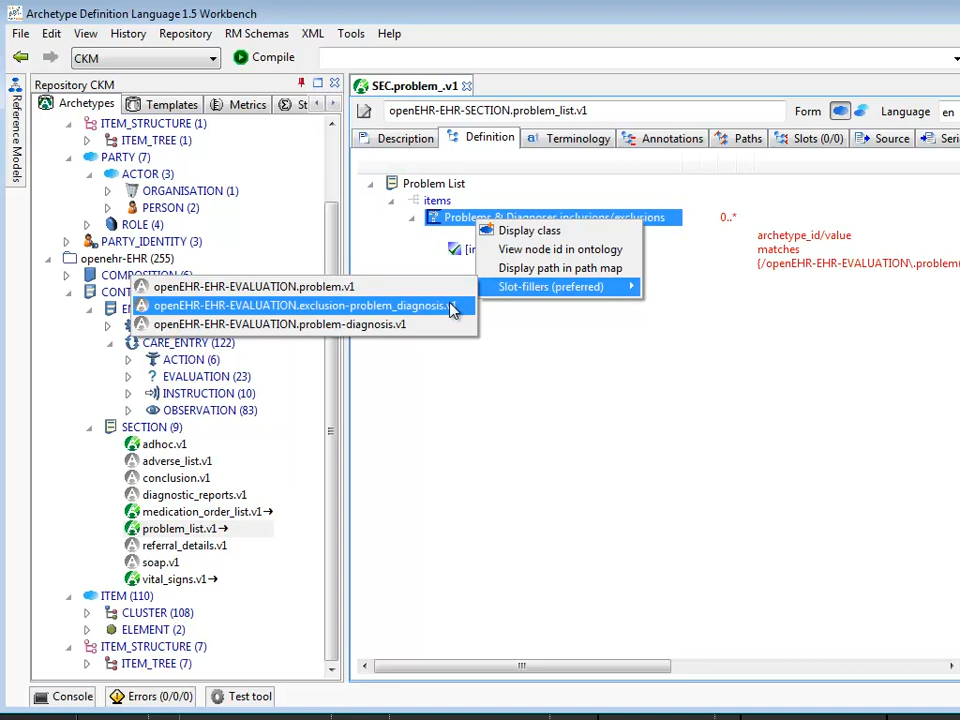 Archetype Definition Language 1.5 Workbench
File Edit View History Repository RM Schemas XML Tools Help
CKM Compile
Reference Models
Repository CKM
Archetypes Templates Metrics St
ITEM_STRUCTURE (1)
ITEM_TREE (1)
PARTY (7)
ACTOR (3)
ORGANISATION (1)
PERSON (2)
ROLE (4)
PARTY_IDENTITY (3)
openehr-EHR (255)
CARE_ENTRY (122)
ACTION (6)
EVALUATION (23)
INSTRUCTION (10)
OBSERVATION (83)
SECTION (9)
adhoc.v1
adverse_list.v1
conclusion.v1
diagnostic_reports.v1
medication_order_list.v1
problem_list.v1
referral_details.v1
soap.v1
vital_signs.v1
ITEM (110)
CLUSTER (108)
ELEMENT (2)
ITEM_STRUCTURE (7)
ITEM_TREE (7)
SEC.problem_.v1
openEHR-EHR-SECTION.problem_list.v1 Form Language en
Description Definition Terminology Annotations Paths Slots (0/0) Source Seri
Problem List
items
Problems & Diagnoses inclusions/exclusions 0..*
archetype_id/value
matches
{/openEHR-EHR-EVALUATION\.problem(
Display class
View node id in ontology
Display path in path map
Slot-fillers (preferred)
openEHR-EHR-EVALUATION.problem.v1
openEHR-EHR-EVALUATION.exclusion-problem_diagnosis.v1
openEHR-EHR-EVALUATION.problem-diagnosis.v1
Console Errors (0/0/0) Test tool